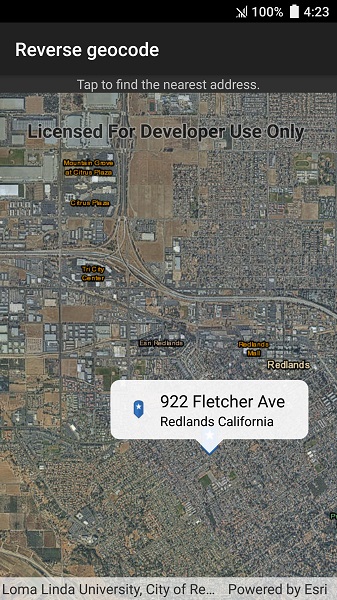 100% 4:23
Reverse geocode
Tap to find the nearest address.
Licensed For Developer Use Only
Mountain Grove
at Citrus Plaza
Citrus Plaza
Tri City
Center
Esri Redlands
Redlands
Mall
Redlands
922 Fletcher Ave
Redlands California
Loma Linda University, City of Re... Powered by Esri